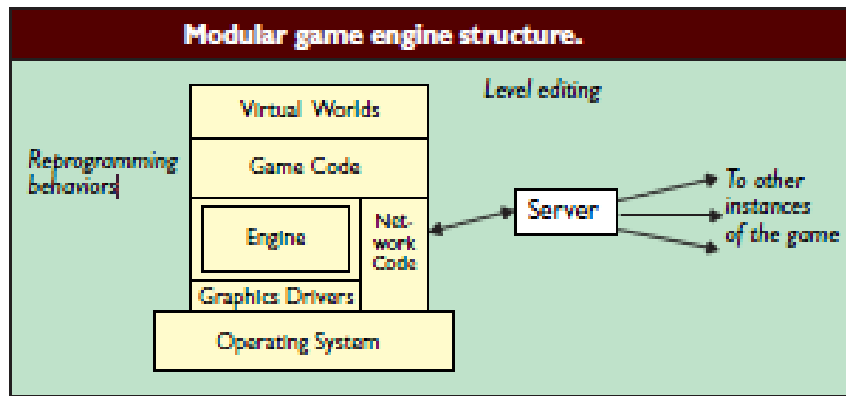 Modular game engine structure.
Level editing
Virtual Worlds
Reprogramming
behaviors
Game Code
Engine
Net-
work
Code
Graphics Drivers
Operating System
Server
To other
instances
of the game